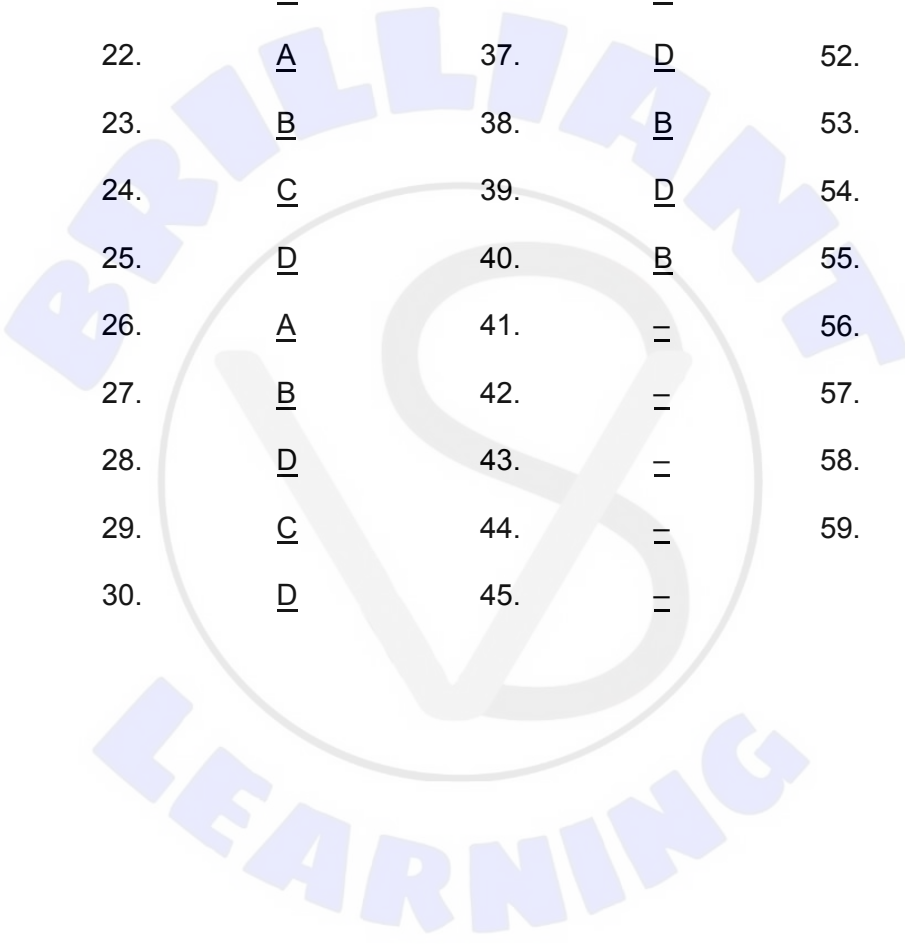 22. A 37. D 52.
23. B 38. B 53.
24. C 39. D 54.
25. D 40. B 55.
26. A 41. – 56.
27. B 42. – 57.
28. D 43. – 58.
29. C 44. – 59.
30. D 45. –
BRILLIANT
VS
LEARNING